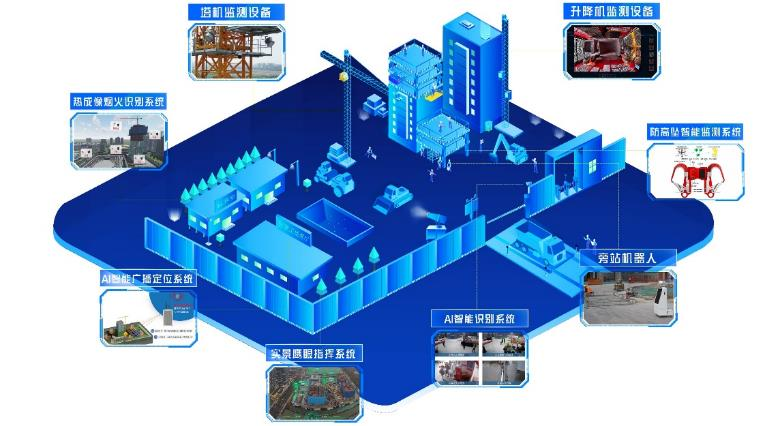 塔机监测设备
升降机监测设备
热成像烟火识别系统
防高坠智能监测系统
旁站机器人
AI智能广播定位系统
AI智能识别系统
实景鹰眼指挥系统